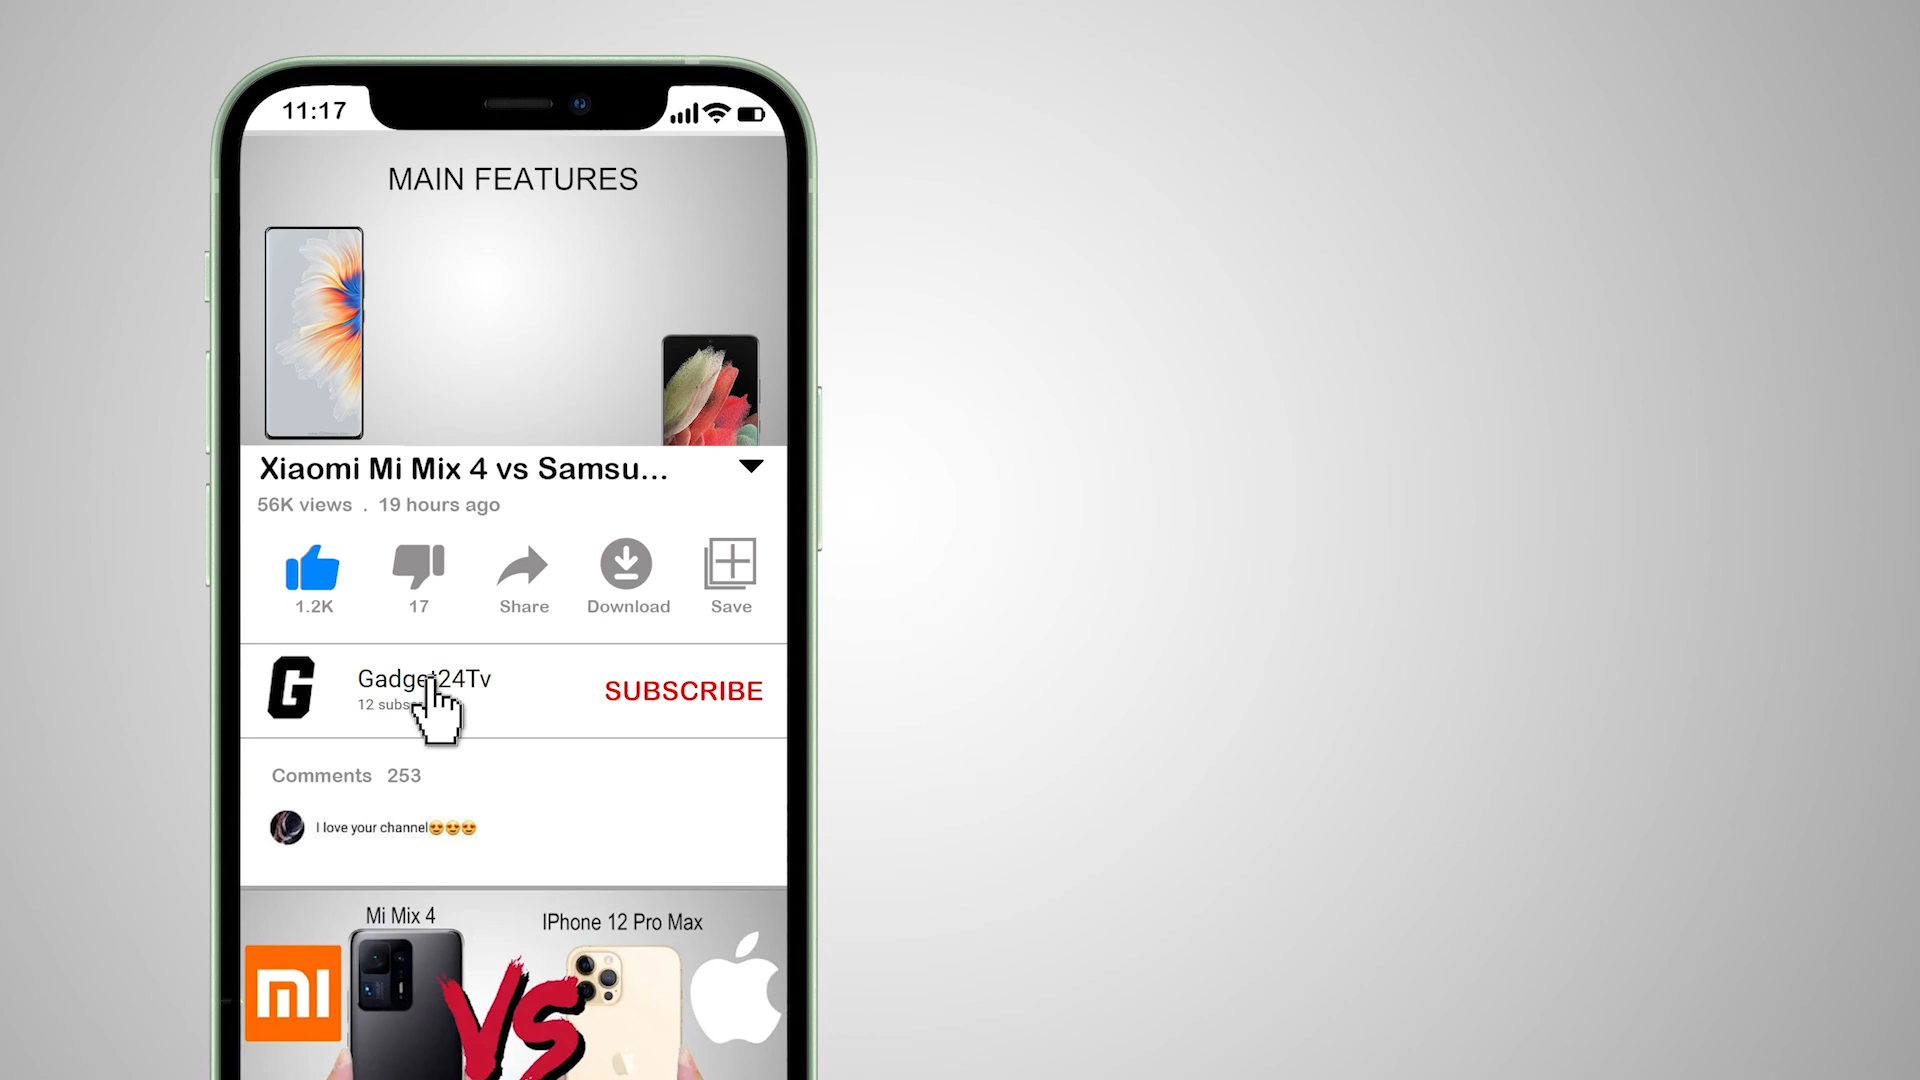 11:17
MAIN FEATURES
Xiaomi Mi Mix 4 vs Samsu...
56K views . 19 hours ago
1.2K 17 Share Download Save
G
Gadget24Tv
SUBSCRIBE
12 subs
Comments 253
I love your channel😍😍😍
Mi Mix 4
IPhone 12 Pro Max
mi
VS